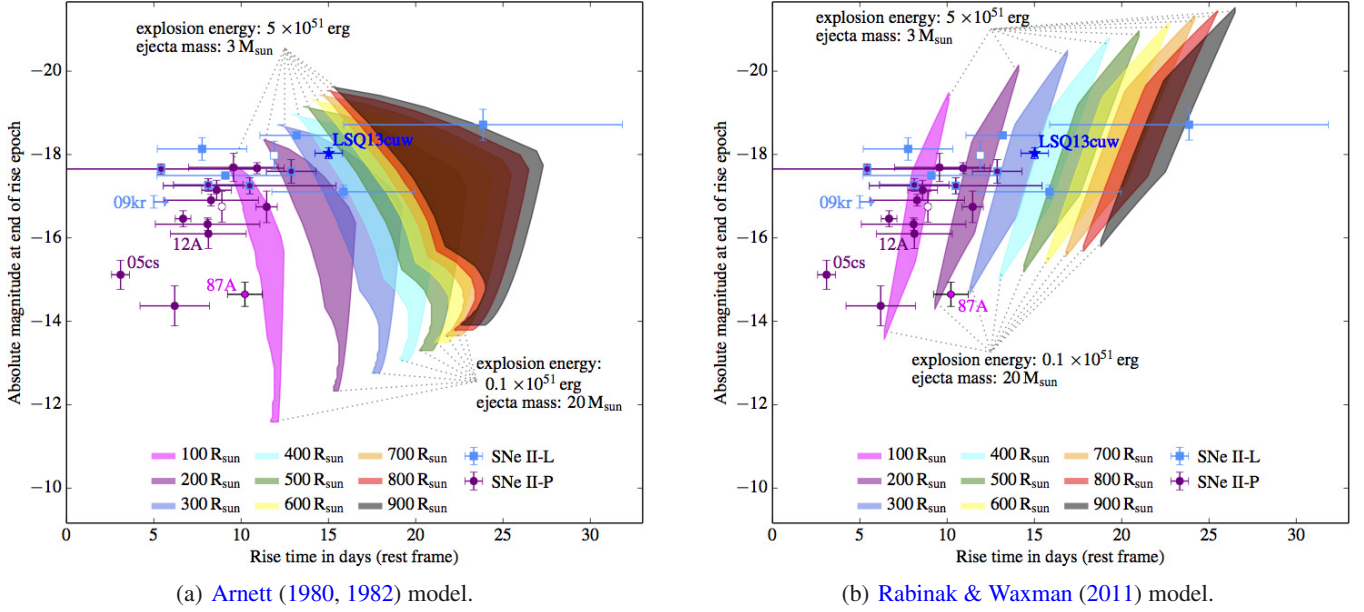 explosion energy: 5 ×10^51 erg
ejecta mass: 3 M_sun
Absolute magnitude at end of rise epoch
−20
−18
−16
−14
−12
−10
LSQ13cuw
09kr
12A
05cs
87A
explosion energy:
0.1 ×10^51 erg
ejecta mass: 20 M_sun
100 R_sun
200 R_sun
300 R_sun
400 R_sun
500 R_sun
600 R_sun
700 R_sun
800 R_sun
900 R_sun
SNe II-L
SNe II-P
0 5 10 15 20 25 30
Rise time in days (rest frame)
(a) Arnett (1980, 1982) model.
explosion energy: 5 ×10^51 erg
ejecta mass: 3 M_sun
Absolute magnitude at end of rise epoch
−20
−18
−16
−14
−12
−10
LSQ13cuw
09kr
12A
05cs
87A
explosion energy: 0.1 ×10^51 erg
ejecta mass: 20 M_sun
100 R_sun
200 R_sun
300 R_sun
400 R_sun
500 R_sun
600 R_sun
700 R_sun
800 R_sun
900 R_sun
SNe II-L
SNe II-P
0 5 10 15 20 25 30
Rise time in days (rest frame)
(b) Rabinak & Waxman (2011) model.